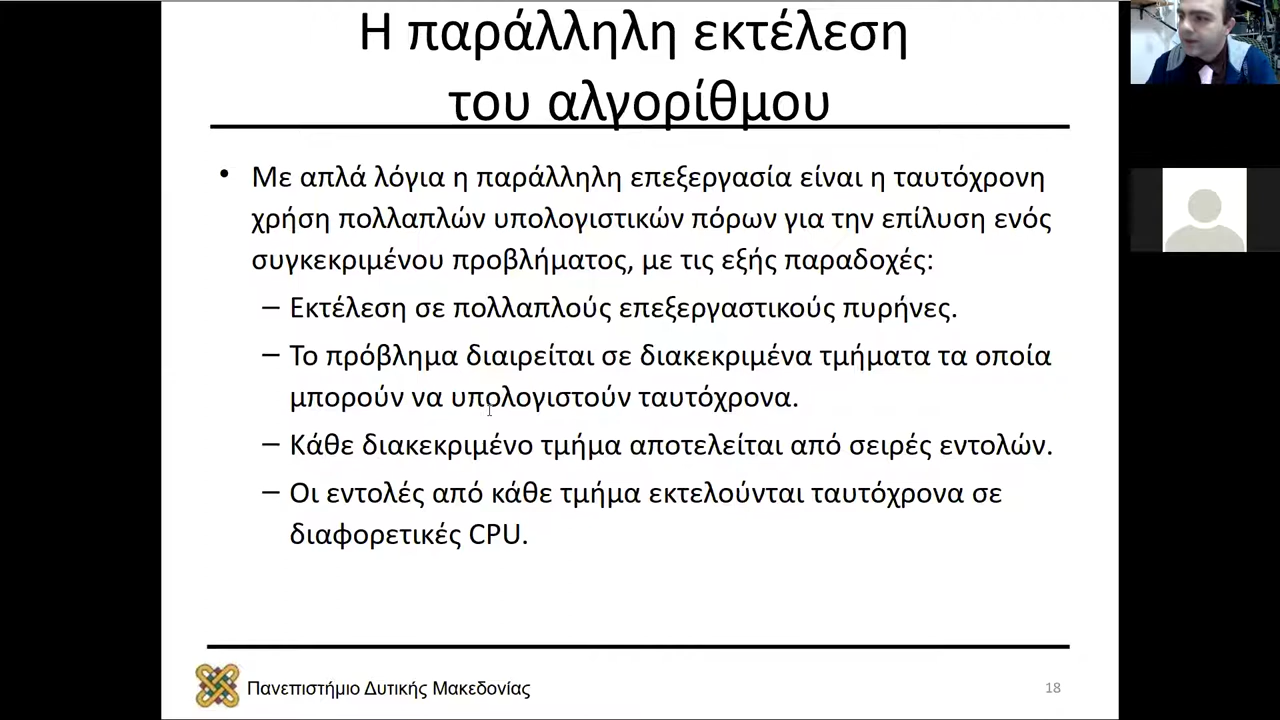 Η παράλληλη εκτέλεση
του αλγορίθμου
• Με απλά λόγια η παράλληλη επεξεργασία είναι η ταυτόχρονη
χρήση πολλαπλών υπολογιστικών πόρων για την επίλυση ενός
συγκεκριμένου προβλήματος, με τις εξής παραδοχές:
– Εκτέλεση σε πολλαπλούς επεξεργαστικούς πυρήνες.
– Το πρόβλημα διαιρείται σε διακεκριμένα τμήματα τα οποία
μπορούν να υπολογιστούν ταυτόχρονα.
– Κάθε διακεκριμένο τμήμα αποτελείται από σειρές εντολών.
– Οι εντολές από κάθε τμήμα εκτελούνται ταυτόχρονα σε
διαφορετικές CPU.
Πανεπιστήμιο Δυτικής Μακεδονίας
18